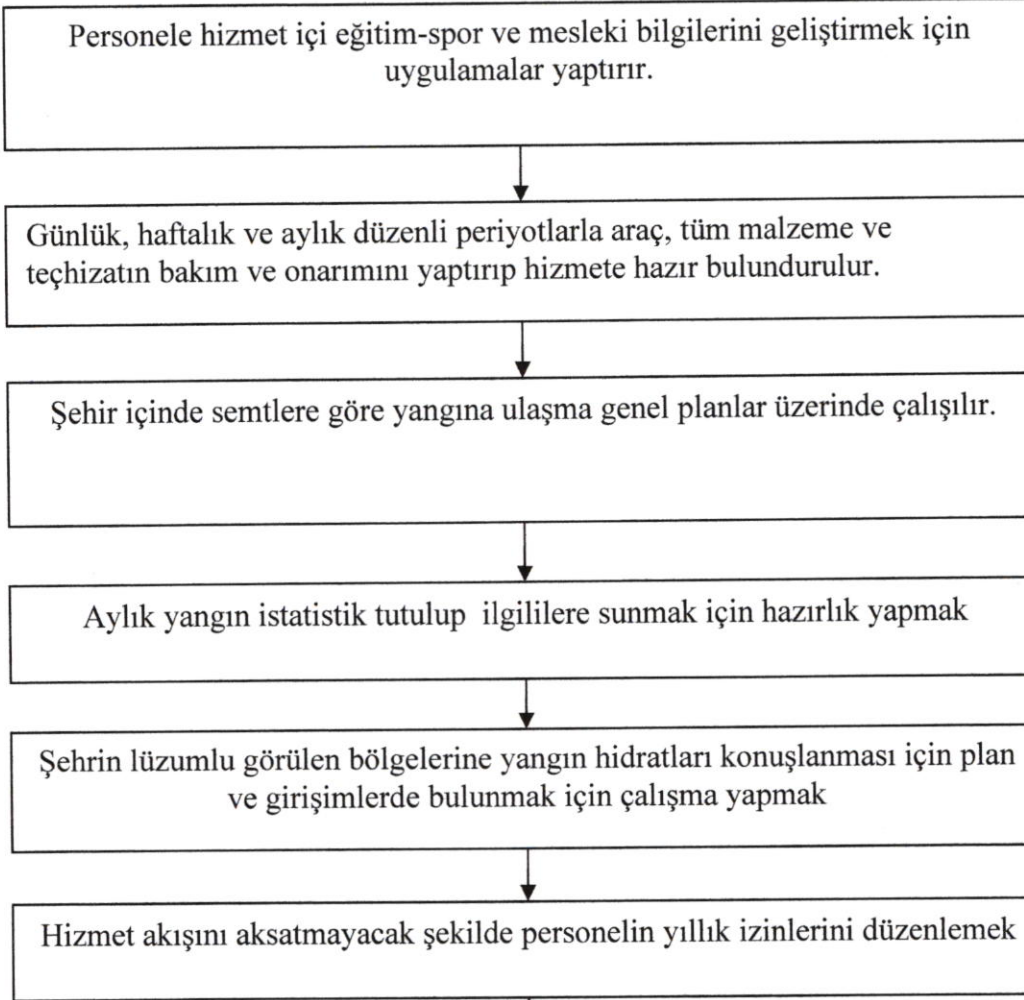 Personele hizmet içi eğitim-spor ve mesleki bilgilerini geliştirmek için
uygulamalar yaptırır.
Günlük, haftalık ve aylık düzenli periyotlarla araç, tüm malzeme ve
teçhizatın bakım ve onarımını yaptırıp hizmete hazır bulundurulur.
Şehir içinde semtlere göre yangına ulaşma genel planlar üzerinde çalışılır.
Aylık yangın istatistik tutulup  ilgililere sunmak için hazırlık yapmak
Şehrin lüzumlu görülen bölgelerine yangın hidratları konuşlanması için plan
ve girişimlerde bulunmak için çalışma yapmak
Hizmet akışını aksatmayacak şekilde personelin yıllık izinlerini düzenlemek